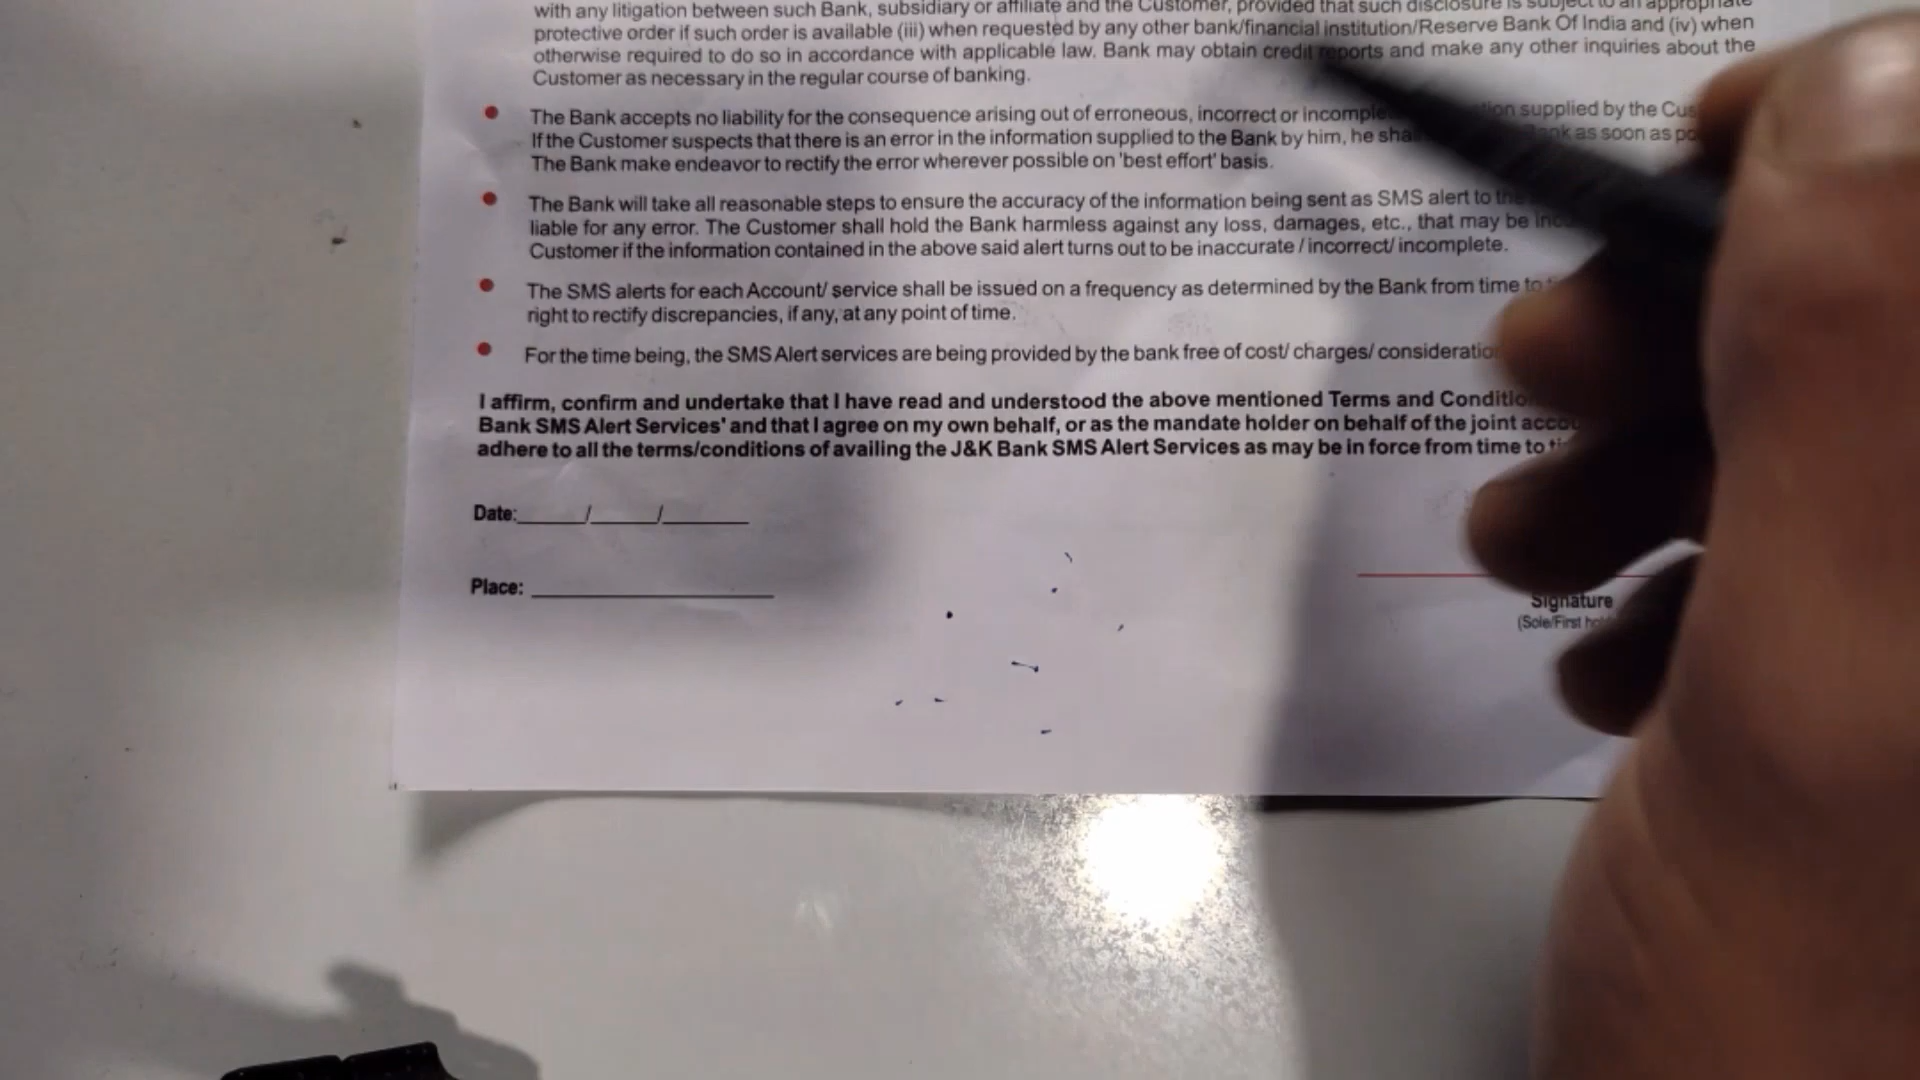 with any litigation between such Bank, subsidiary or affiliate and the Customer, provided that such disclosure is subject to an appropriate
protective order if such order is available (iii) when requested by any other bank/financial institution/Reserve Bank Of India and (iv) when
otherwise required to do so in accordance with applicable law. Bank may obtain credit reports and make any other inquiries about the
Customer as necessary in the regular course of banking.
The Bank accepts no liability for the consequence arising out of erroneous, incorrect or supplied by the
If the Customer suspects that there is an error in the information supplied to the Bank by him, he as soon as
The Bank make endeavor to rectify the error wherever possible on 'best effort' basis.
The Bank will take all reasonable steps to ensure the accuracy of the information being sent as SMS alert to the
liable for any error. The Customer shall hold the Bank harmless against any loss, damages, etc., that may be
Customer if the information contained in the above said alert turns out to be inaccurate / incorrect/ incomplete.
The SMS alerts for each Account/ service shall be issued on a frequency as determined by the Bank from time to
right to rectify discrepancies, if any, at any point of time.
For the time being, the SMS Alert services are being provided by the bank free of cost/ charges/
I affirm, confirm and undertake that I have read and understood the above mentioned Terms and
Bank SMS Alert Services' and that I agree on my own behalf, or as the mandate holder on behalf of the joint
adhere to all the terms/conditions of availing the J&K Bank SMS Alert Services as may be in force from time to
Date:______/______/________
Place: ______________________
Signature
(Sole/First